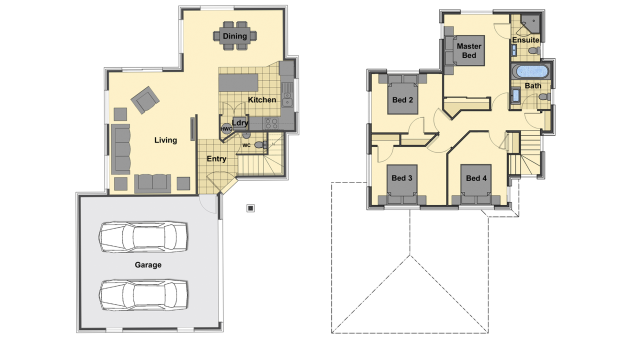 Dining
Kitchen
Ldry
HWC
WC
Living
Entry
Garage
Master
Bed
Ensuite
Bath
Bed 2
Bed 3
Bed 4